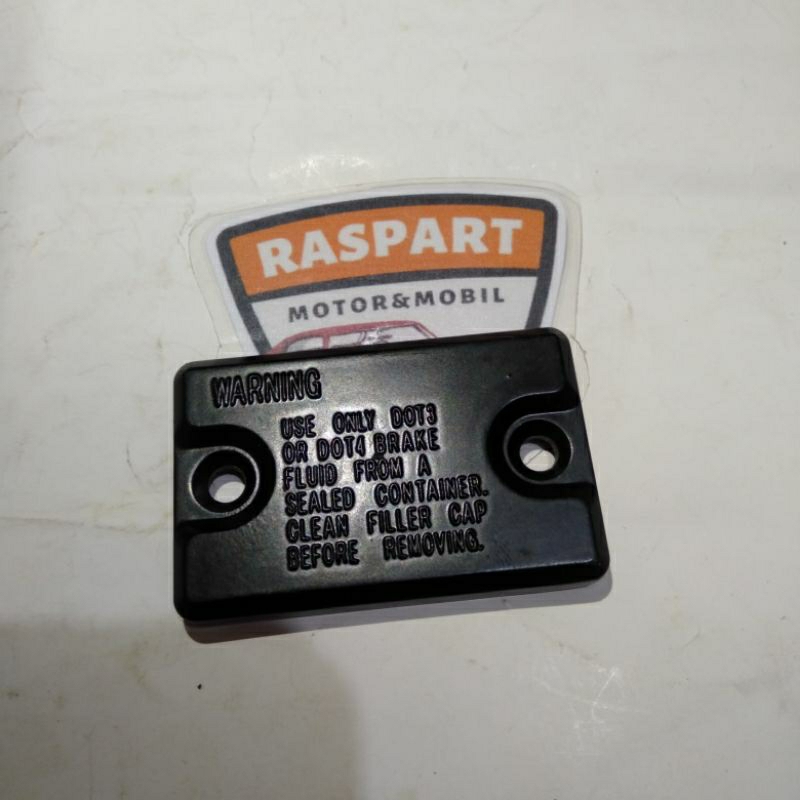 RASPART
MOTOR&MOBIL
WARNING
USE ONLY DOT3
OR DOT4 BRAKE
FLUID FROM A
SEALED CONTAINER.
CLEAN FILLER CAP
BEFORE REMOVING.